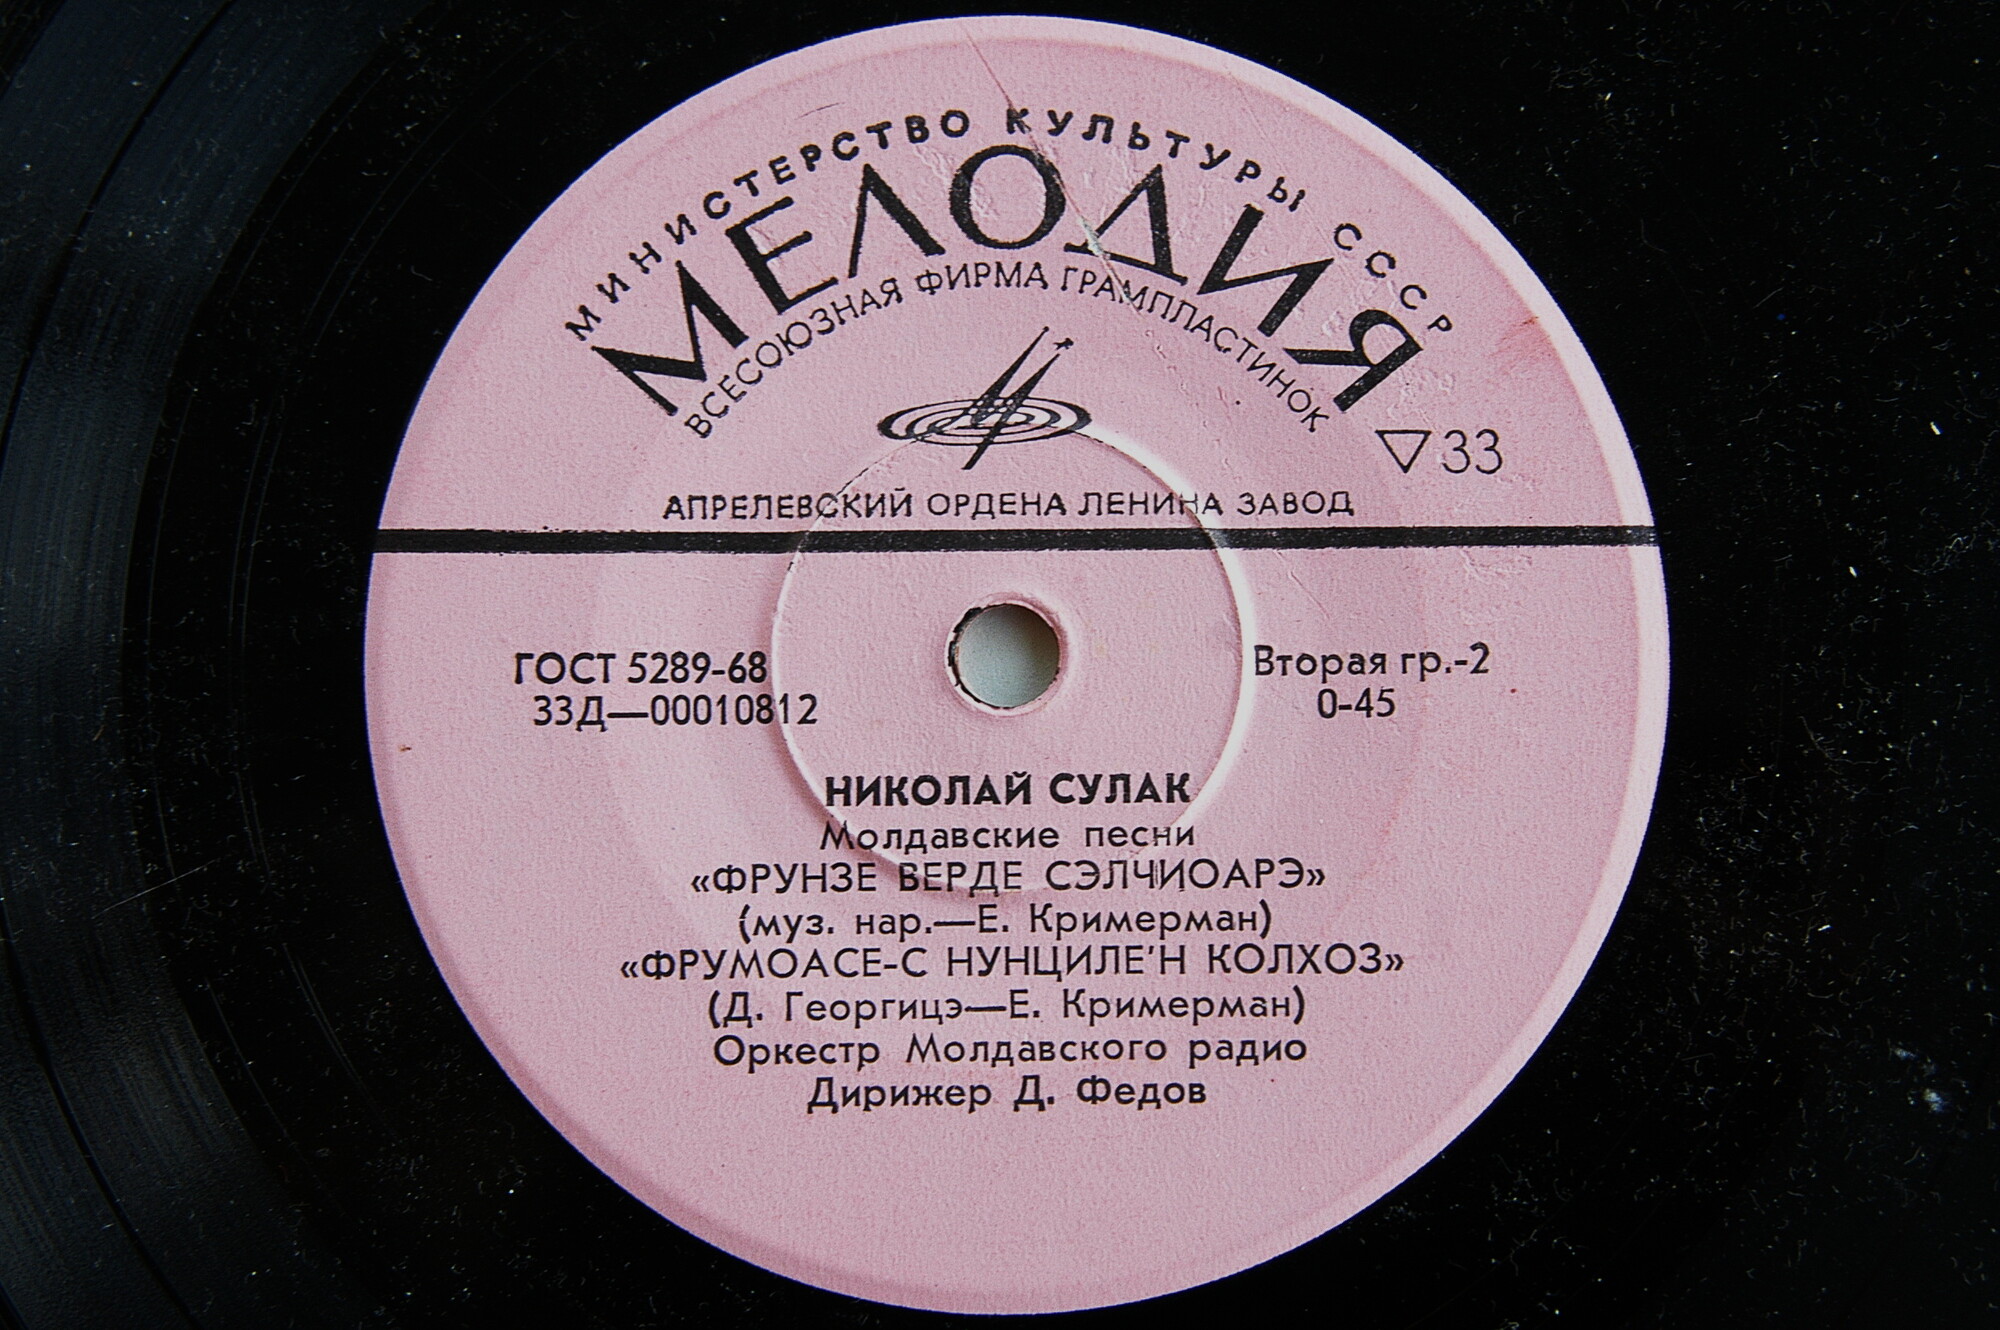 МИНИСТЕРСТВО КУЛЬТУРЫ СССР
МЕЛОДИЯ
ВСЕСОЮЗНАЯ ФИРМА ГРАМПЛАСТИНОК
▽33
АПРЕЛЕВСКИЙ ОРДЕНА ЛЕНИНА ЗАВОД
ГОСТ 5289-68
33Д—00010812
Вторая гр.-2
0-45
НИКОЛАЙ СУЛАК
Молдавские песни
«ФРУНЗЕ ВЕРДЕ СЭЛЧИОАРЭ»
(муз. нар.—Е. Кримерман)
«ФРУМОАСЕ-С НУНЦИЛЕ'Н КОЛХОЗ»
(Д. Георгицэ—Е. Кримерман)
Оркестр Молдавского радио
Дирижер Д. Федов